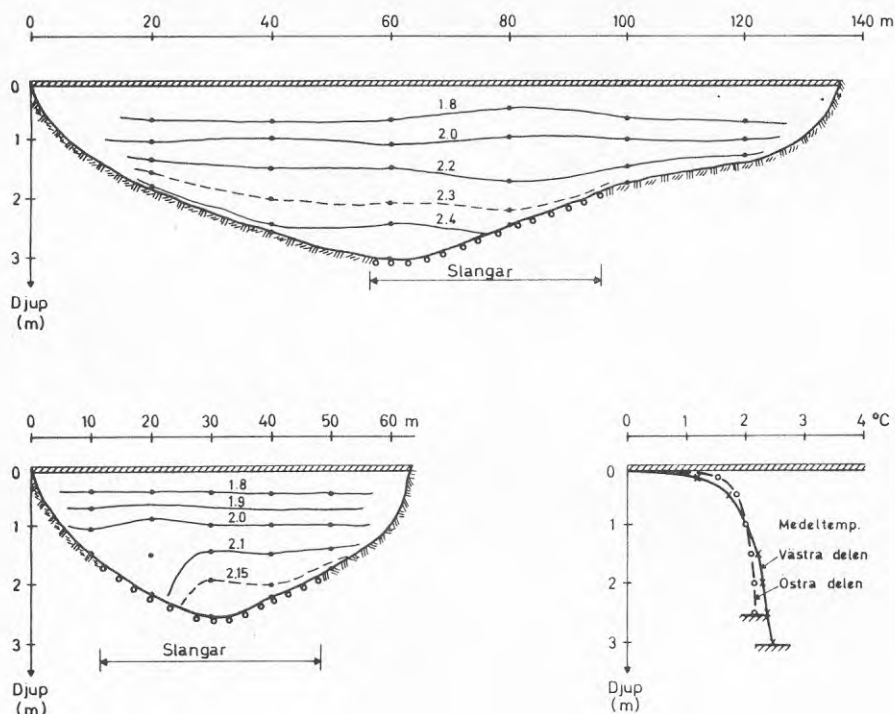 0 20 40 60 80 100 120 140 m
0
1.8
2.0
1
2.2
2
2.3
2.4
3
Slangar
Djup
(m)
0 10 20 30 40 50 60 m
0
1.8
1.9
1
2.0
2.1
2
2.15
3
Slangar
Djup
(m)
0 1 2 3 4 °C
0
1
Medeltemp.
Västra delen
2
Östra delen
3
Djup
(m)